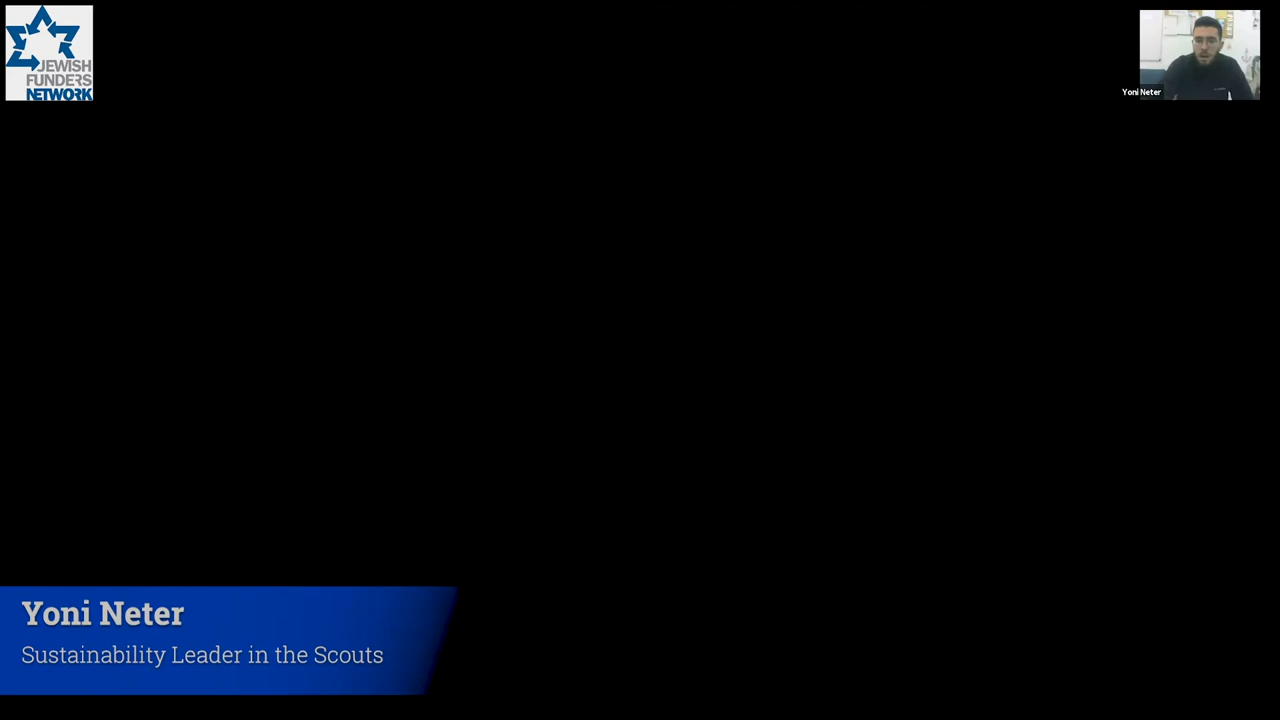 JEWISH
FUNDERS
NETWORK
Yoni Neter
Yoni Neter
Sustainability Leader in the Scouts